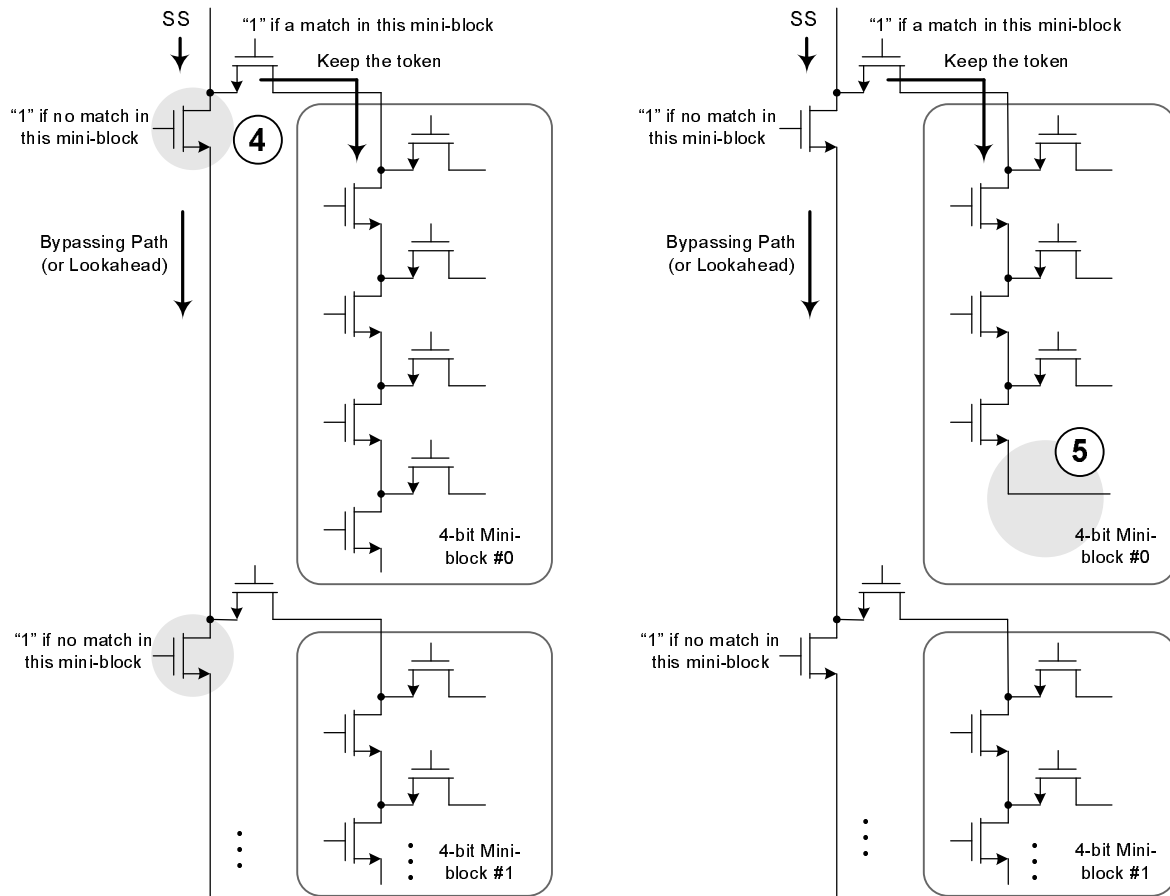 SS
“1” if a match in this mini-block
Keep the token
“1” if no match in
this mini-block
4
Bypassing Path
(or Lookahead)
4-bit Mini-
block #0
“1” if no match in
this mini-block
4-bit Mini-
block #1
SS
“1” if a match in this mini-block
Keep the token
“1” if no match in
this mini-block
Bypassing Path
(or Lookahead)
5
4-bit Mini-
block #0
“1” if no match in
this mini-block
4-bit Mini-
block #1